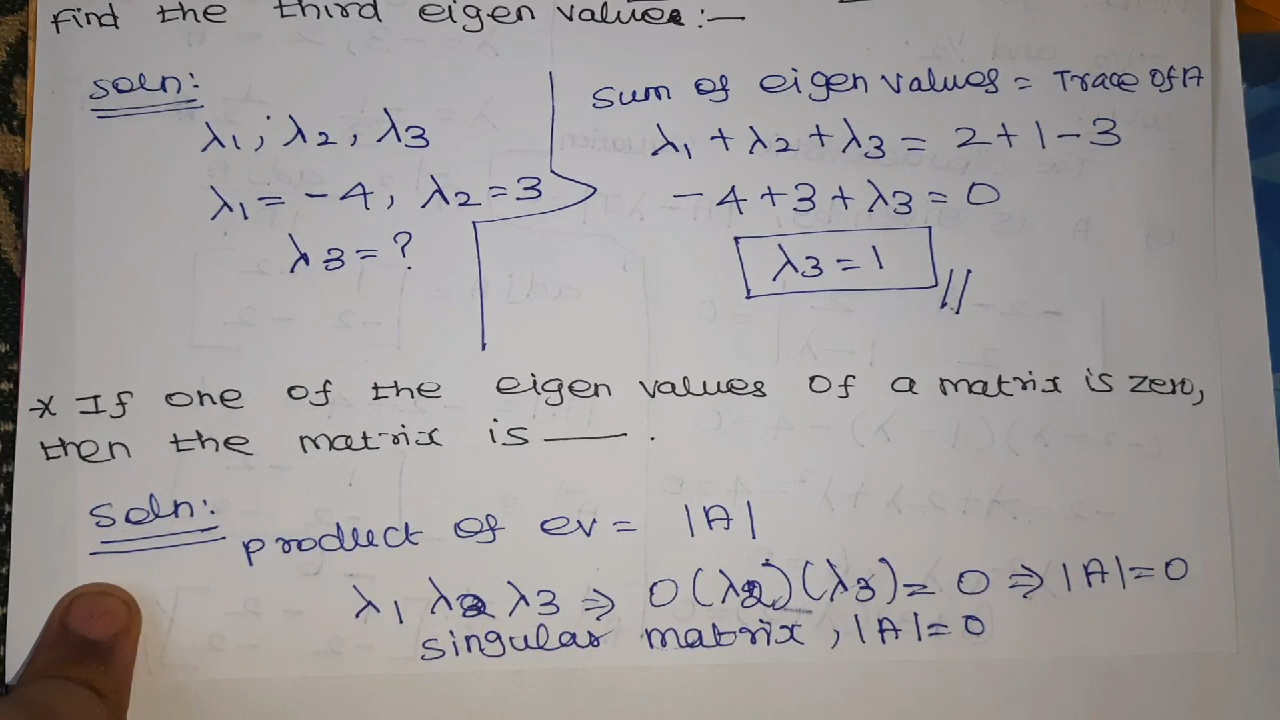 find the third eigen values :-
soln:
λ1, λ2, λ3
λ1 = -4, λ2 = 3
λ3 = ?
sum of eigen values = Trace of A
λ1 + λ2 + λ3 = 2 + 1 - 3
-4 + 3 + λ3 = 0
λ3 = 1 //
* If one of the eigen values of a matrix is zero,
then the matrix is ___.
Soln:
product of ev = |A|
λ1 λ2 λ3 ⇒ 0(λ2)(λ3) = 0 ⇒ |A| = 0
singular matrix, |A| = 0